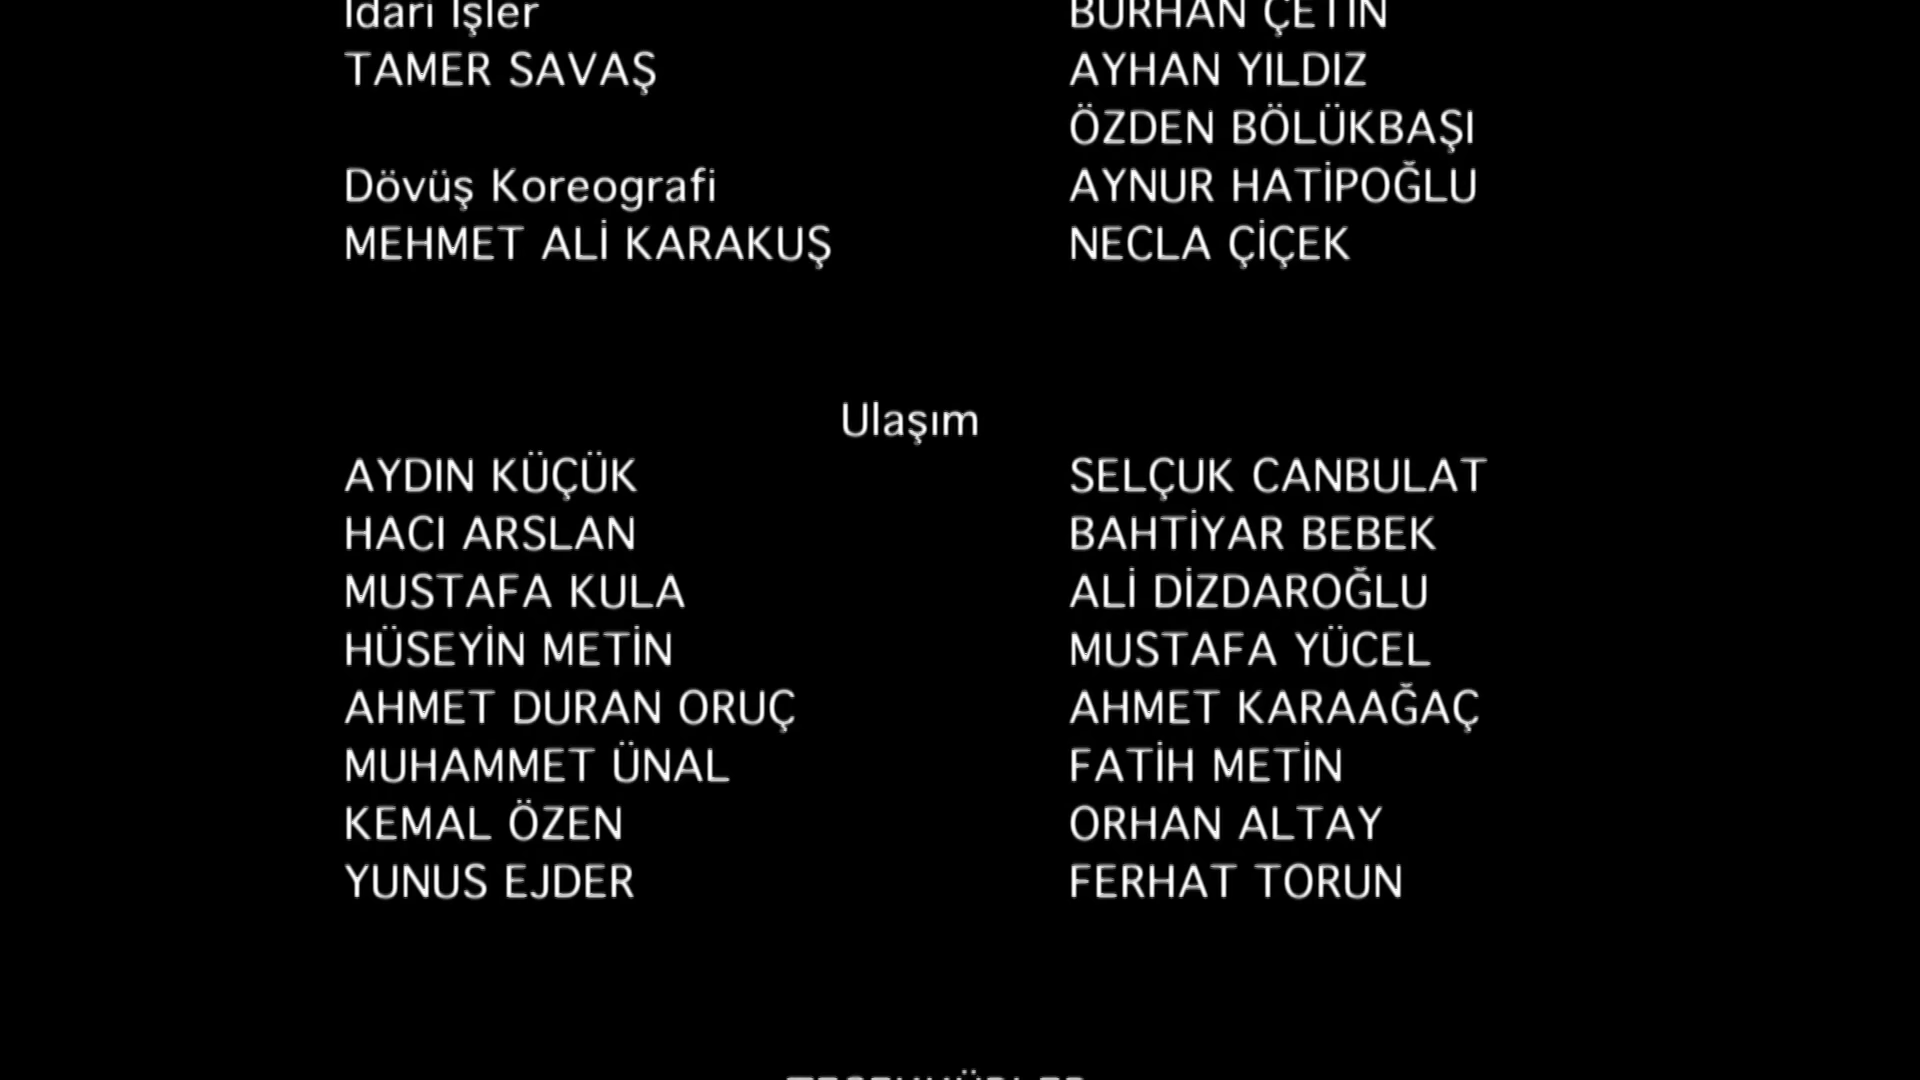 İdari İşler
TAMER SAVAŞ
Dövüş Koreografi
MEHMET ALİ KARAKUŞ
BURHAN ÇETİN
AYHAN YILDIZ
ÖZDEN BÖLÜKBAŞI
AYNUR HATİPOĞLU
NECLA ÇİÇEK
Ulaşım
AYDIN KÜÇÜK
HACI ARSLAN
MUSTAFA KULA
HÜSEYİN METİN
AHMET DURAN ORUÇ
MUHAMMET ÜNAL
KEMAL ÖZEN
YUNUS EJDER
SELÇUK CANBULAT
BAHTİYAR BEBEK
ALİ DİZDAROĞLU
MUSTAFA YÜCEL
AHMET KARAAĞAÇ
FATİH METİN
ORHAN ALTAY
FERHAT TORUN